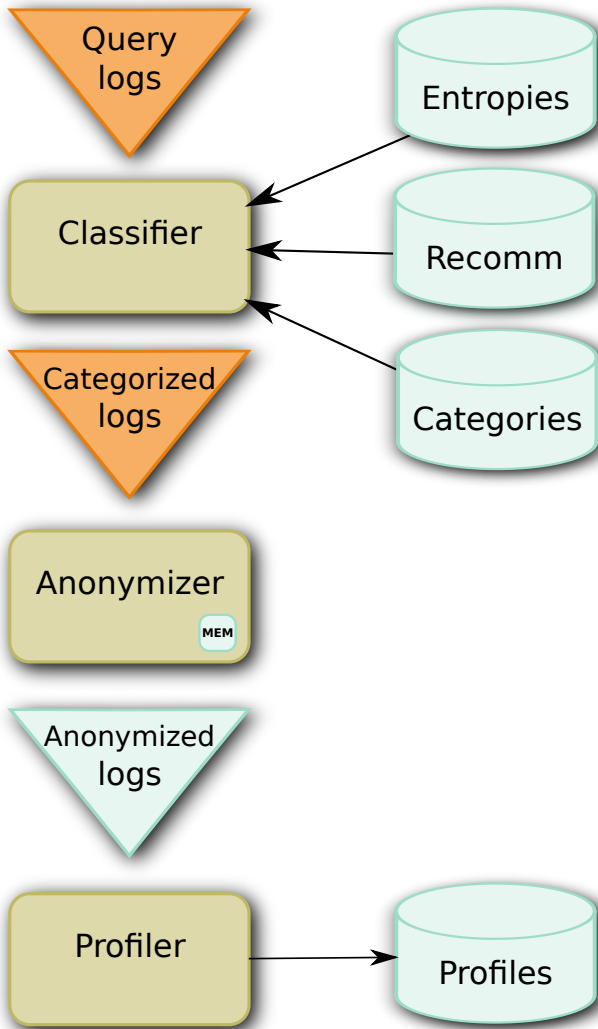 Query
logs
Entropies
Classifier
Recomm
Categorized
logs
Categories
Anonymizer
MEM
Anonymized
logs
Profiler
Profiles